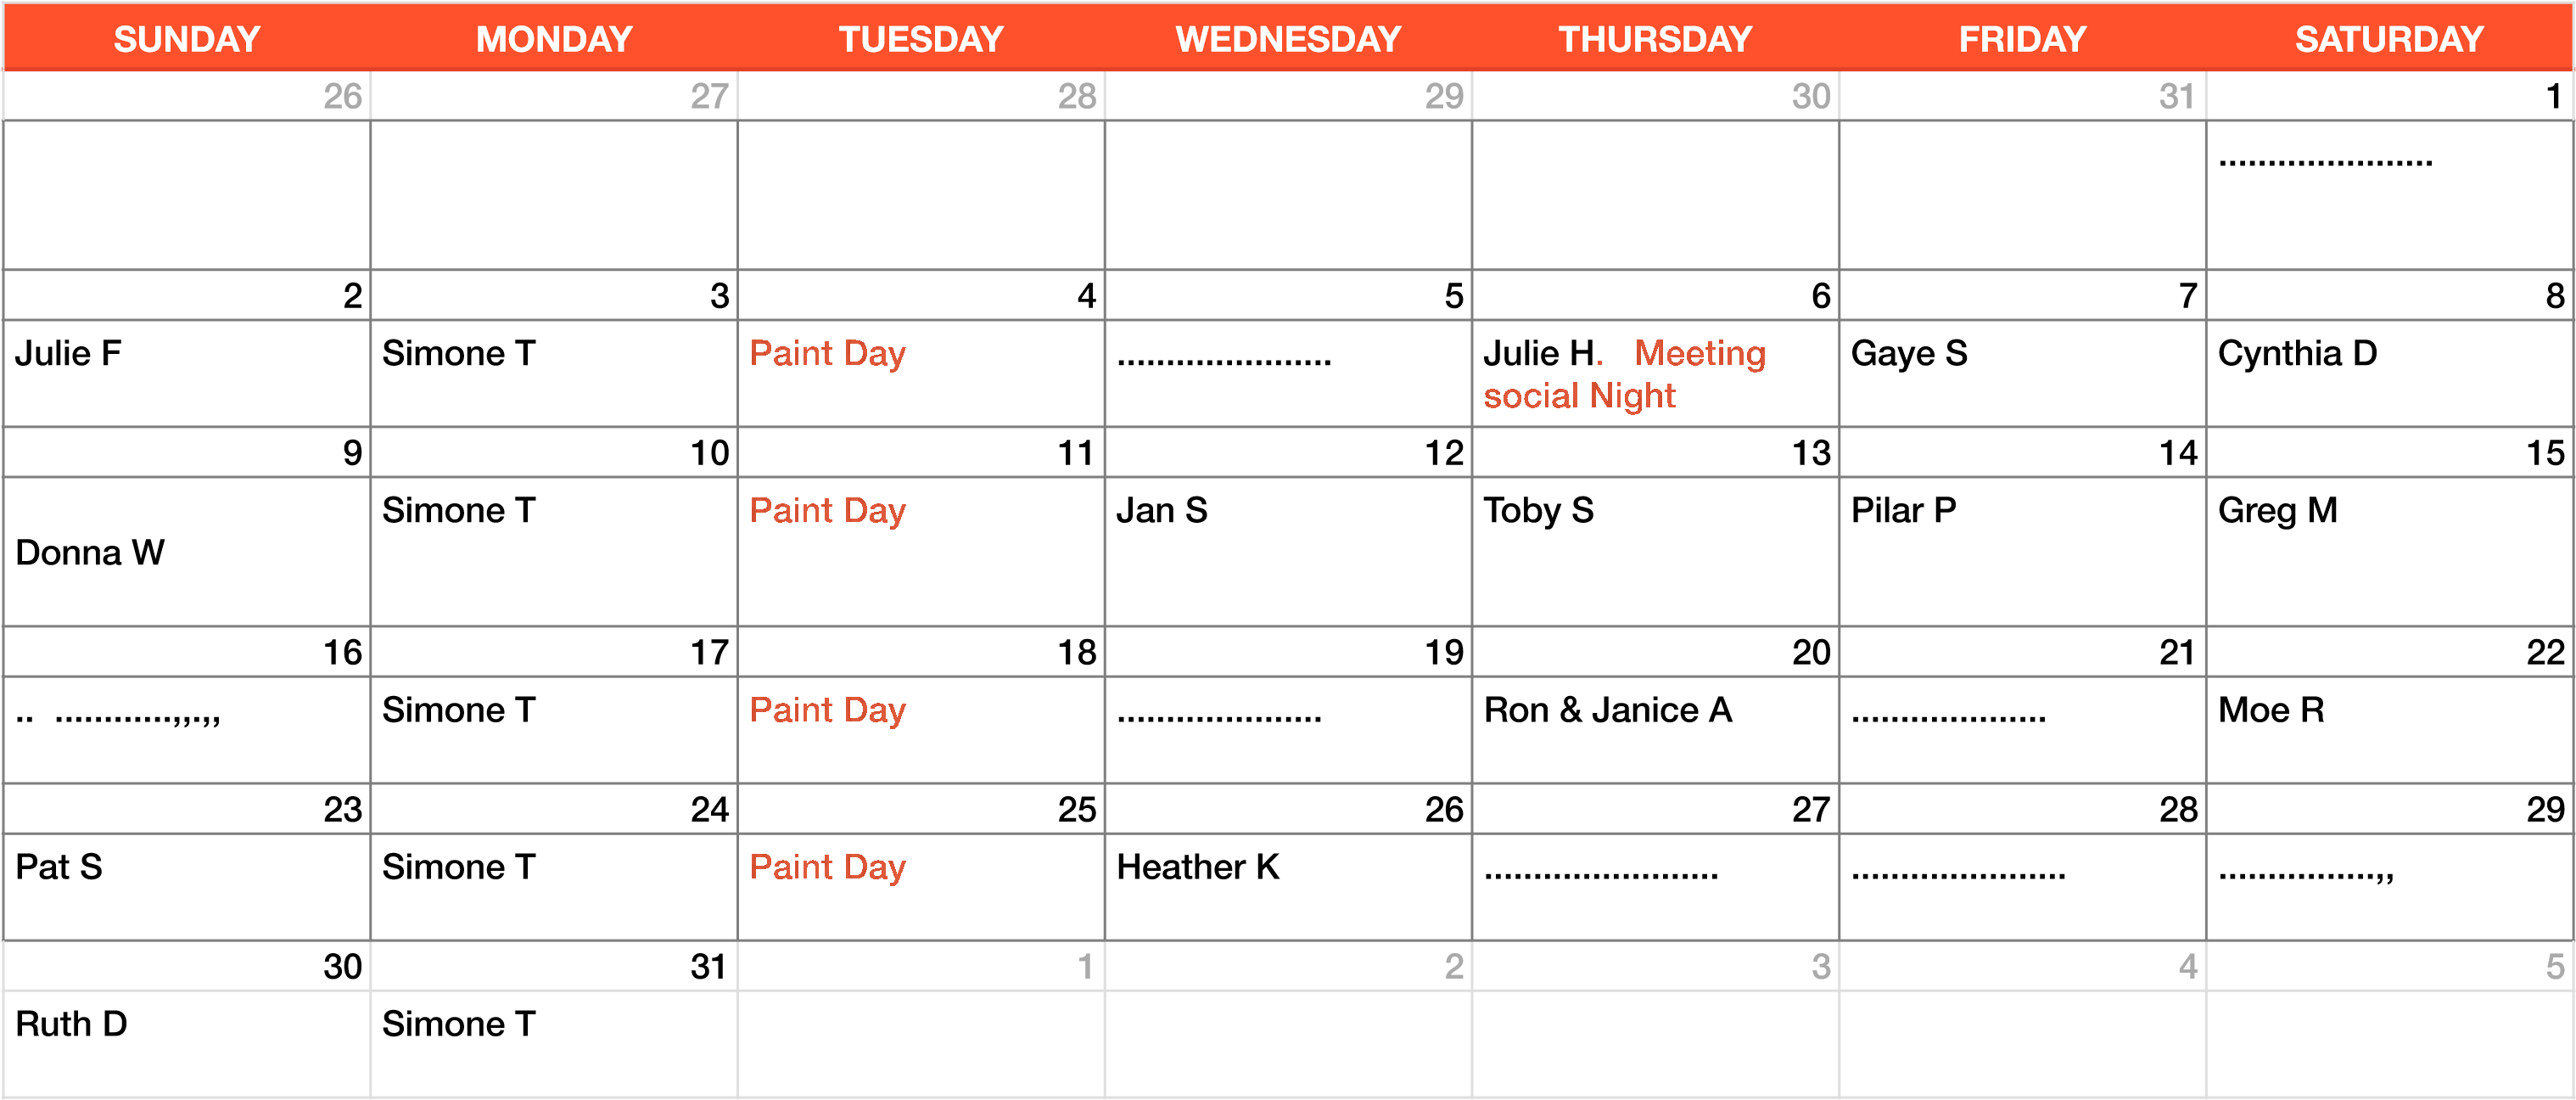 SUNDAY MONDAY TUESDAY WEDNESDAY THURSDAY FRIDAY SATURDAY
26 27 28 29 30 31 1
......................
2 3 4 5 6 7 8
Julie F Simone T Paint Day ...................... Julie H.   Meeting Gaye S Cynthia D
social Night
9 10 11 12 13 14 15
Simone T Paint Day Jan S Toby S Pilar P Greg M
Donna W
16 17 18 19 20 21 22
..  ............,,.,, Simone T Paint Day ..................... Ron & Janice A .................... Moe R
23 24 25 26 27 28 29
Pat S Simone T Paint Day Heather K ........................ ...................... ................,,
30 31 1 2 3 4 5
Ruth D Simone T